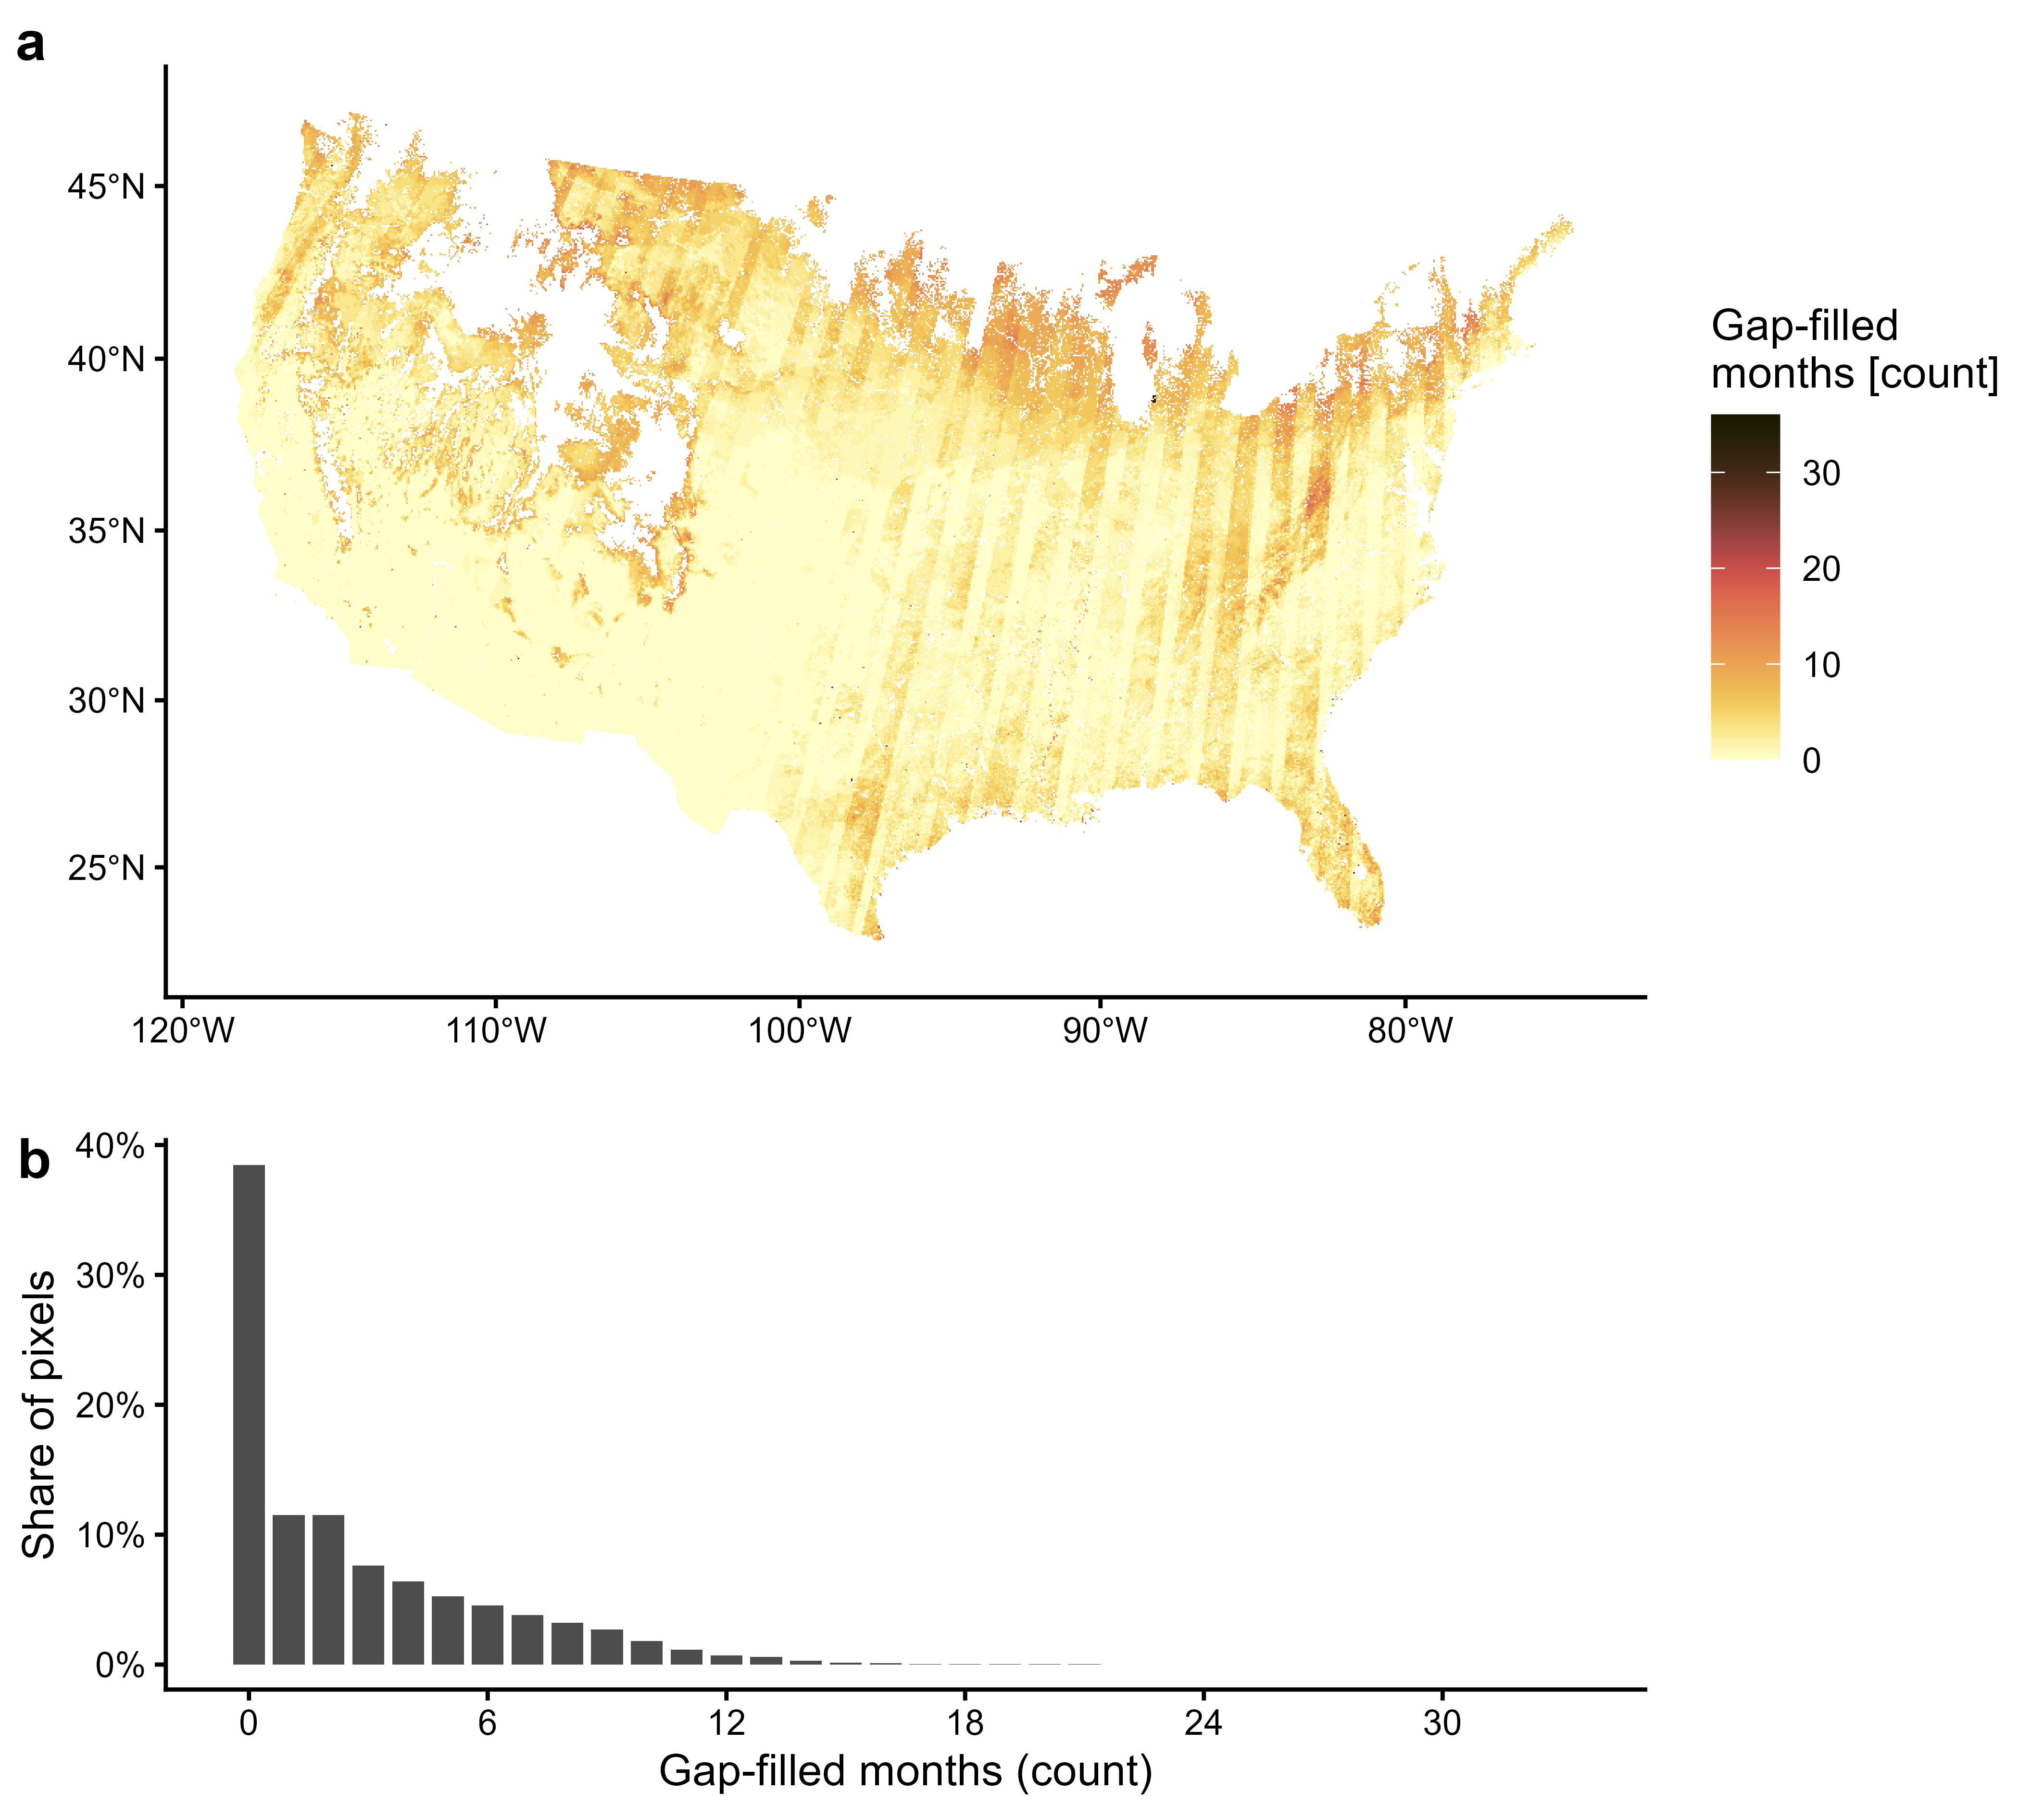 a
45°N
40°N
35°N
30°N
25°N
120°W
110°W
100°W
90°W
80°W
Gap-filled
months [count]
30
20
10
0
b
40%
30%
20%
10%
0%
Share of pixels
0
6
12
18
24
30
Gap-filled months (count)